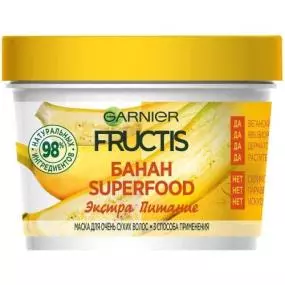 GARNIER
FRUCTIS
БАНАН
SUPERFOOD
Экстра Питание
МАСКА ДЛЯ ОЧЕНЬ СУХИХ ВОЛОС • 3 СПОСОБА ПРИМЕНЕНИЯ
НАТУРАЛЬНЫХ
98%
ИНГРЕДИЕНТОВ
ДА
ДА
ДА
ДА
НЕТ
НЕТ
НЕТ